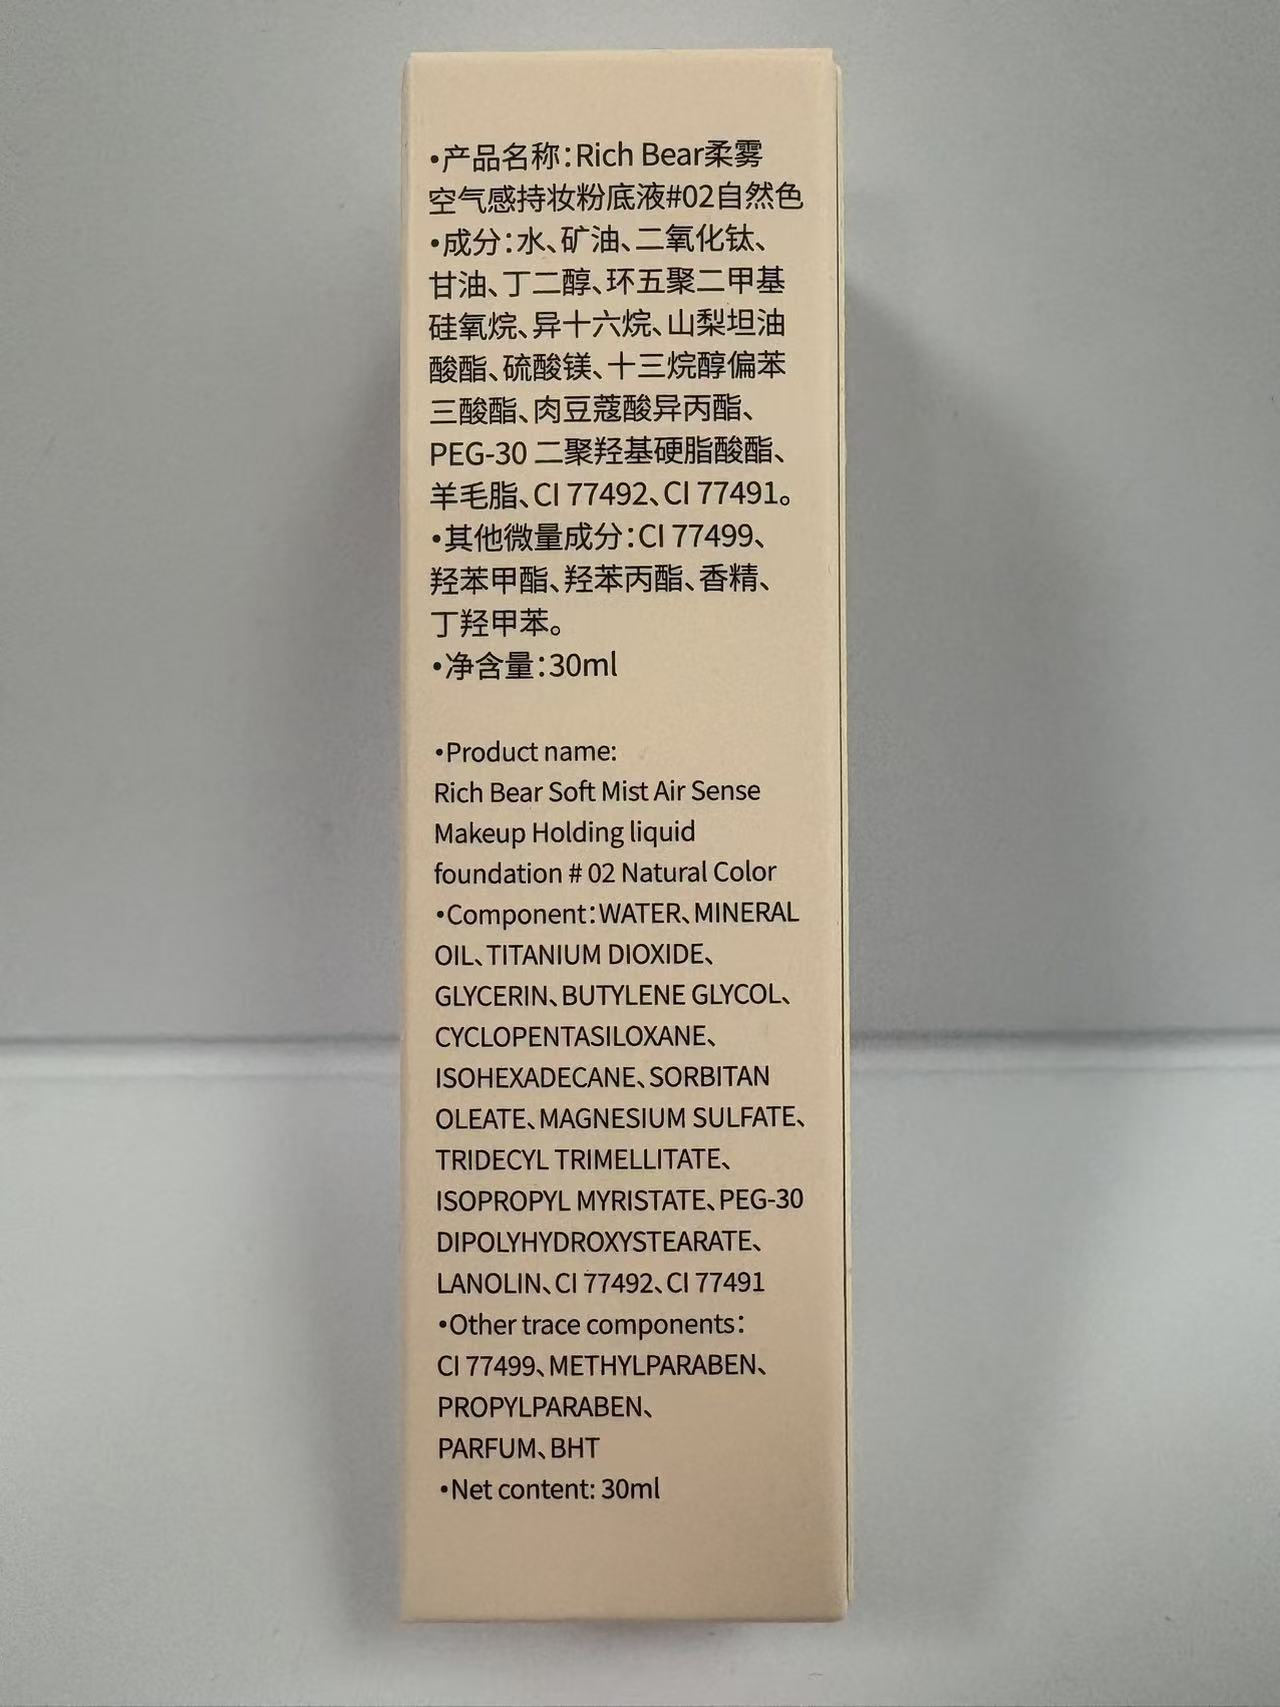 •产品名称：Rich Bear柔雾
空气感持妆粉底液#02自然色
•成分：水、矿油、二氧化钛、
甘油、丁二醇、环五聚二甲基
硅氧烷、异十六烷、山梨坦油
酸酯、硫酸镁、十三烷醇偏苯
三酸酯、肉豆蔻酸异丙酯、
PEG-30 二聚羟基硬脂酸酯、
羊毛脂、CI 77492、CI 77491。
•其他微量成分：CI 77499、
羟苯甲酯、羟苯丙酯、香精、
丁羟甲苯。
•净含量：30ml
•Product name:
Rich Bear Soft Mist Air Sense
Makeup Holding liquid
foundation # 02 Natural Color
•Component：WATER、MINERAL
OIL、TITANIUM DIOXIDE、
GLYCERIN、BUTYLENE GLYCOL、
CYCLOPENTASILOXANE、
ISOHEXADECANE、SORBITAN
OLEATE、MAGNESIUM SULFATE、
TRIDECYL TRIMELLITATE、
ISOPROPYL MYRISTATE、PEG-30
DIPOLYHYDROXYSTEARATE、
LANOLIN、CI 77492、CI 77491
•Other trace components：
CI 77499、METHYLPARABEN、
PROPYLPARABEN、
PARFUM、BHT
•Net content: 30ml